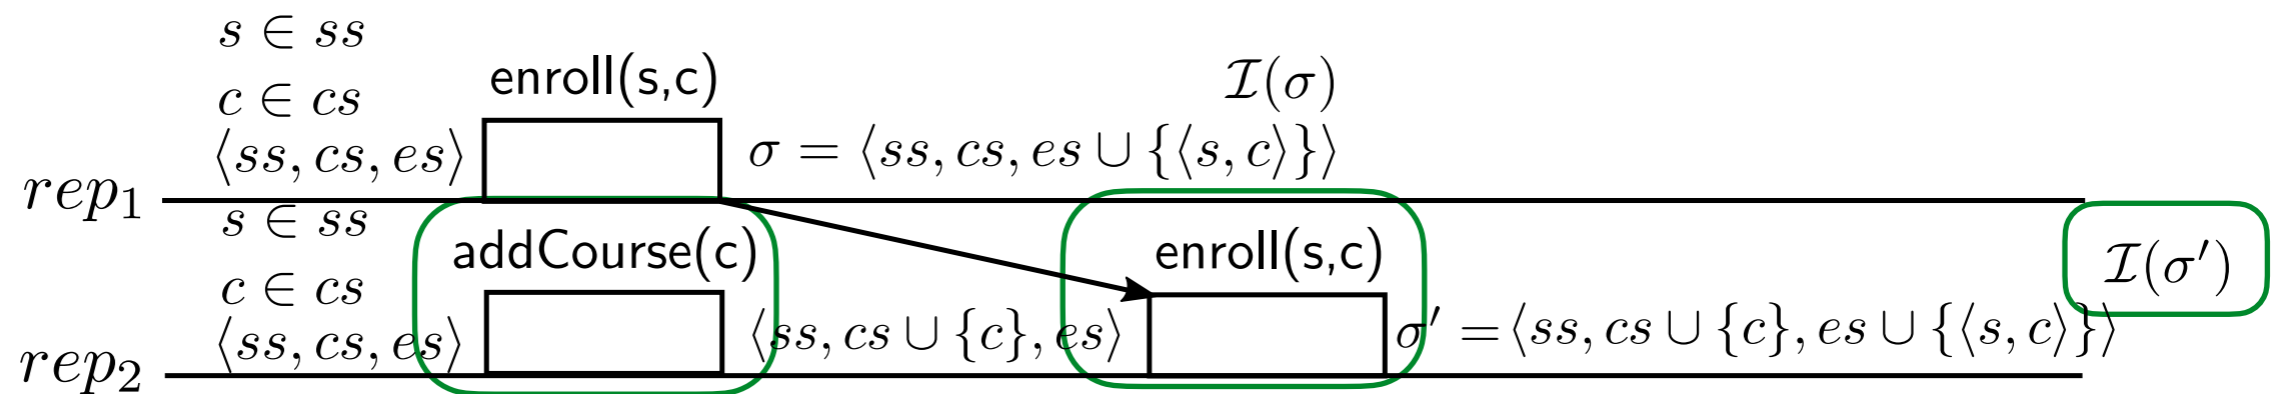 s ∈ ss
c ∈ cs
enroll(s,c)
I(σ)
⟨ss, cs, es⟩
σ = ⟨ss, cs, es ∪ {⟨s, c⟩}⟩
rep₁
s ∈ ss
c ∈ cs
addCourse(c)
enroll(s,c)
I(σ′)
⟨ss, cs, es⟩
⟨ss, cs ∪ {c}, es⟩
σ′ = ⟨ss, cs ∪ {c}, es ∪ {⟨s, c⟩}⟩
rep₂